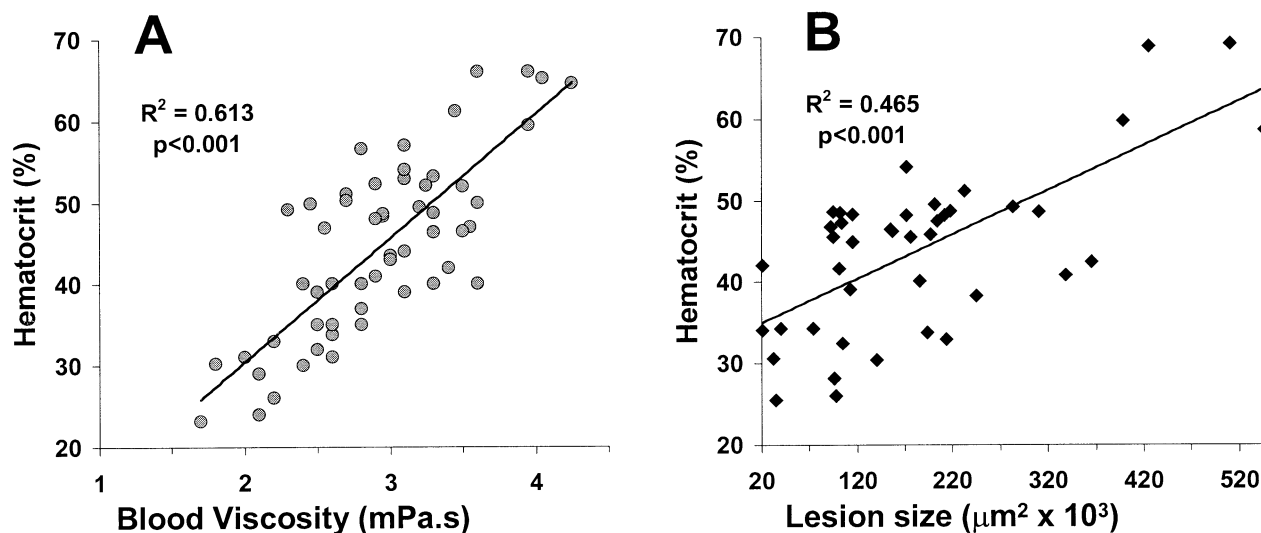 A
R² = 0.613
p<0.001
Hematocrit (%)
70
60
50
40
30
20
1
2
3
4
Blood Viscosity (mPa.s)
B
R² = 0.465
p<0.001
Hematocrit (%)
70
60
50
40
30
20
20
120
220
320
420
520
Lesion size (μm² x 10³)